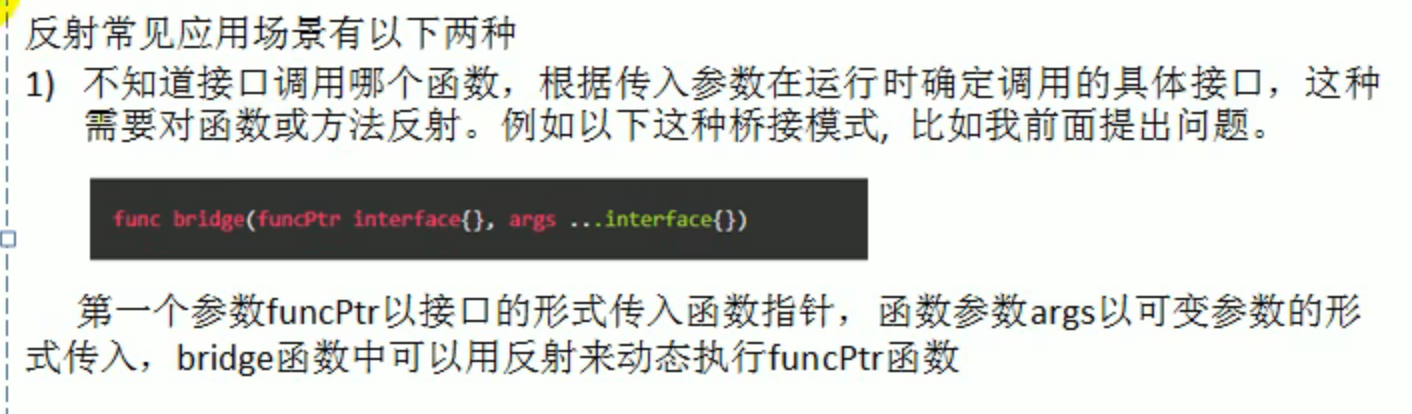 反射常见应用场景有以下两种
1) 不知道接口调用哪个函数，根据传入参数在运行时确定调用的具体接口，这种
需要对函数或方法反射。例如以下这种桥接模式, 比如我前面提出问题。
func bridge(funcPtr interface{}, args ...interface{})
第一个参数funcPtr以接口的形式传入函数指针，函数参数args以可变参数的形
式传入，bridge函数中可以用反射来动态执行funcPtr函数